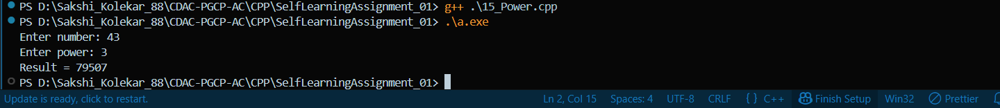 PS D:\Sakshi_Kolekar_88\CDAC-PGCP-AC\CPP\SelfLearningAssignment_01> g++ .\15_Power.cpp
PS D:\Sakshi_Kolekar_88\CDAC-PGCP-AC\CPP\SelfLearningAssignment_01> .\a.exe
Enter number: 43
Enter power: 3
Result = 79507
PS D:\Sakshi_Kolekar_88\CDAC-PGCP-AC\CPP\SelfLearningAssignment_01>
Update is ready, click to restart. Ln 2, Col 15 Spaces: 4 UTF-8 CRLF {} C++ Finish Setup Win32 Prettier